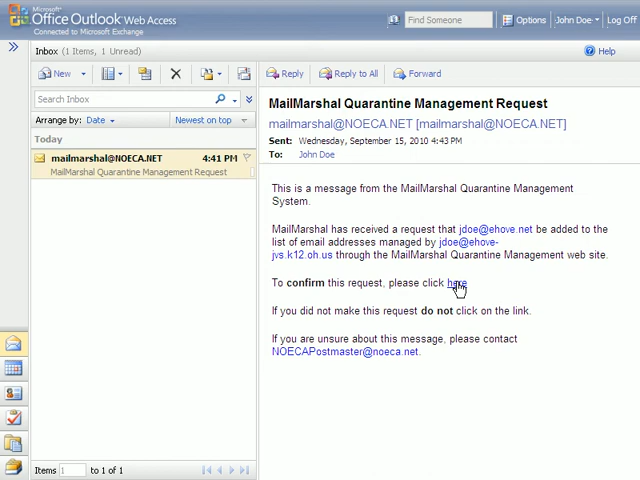 Microsoft
Office Outlook Web Access
Connected to Microsoft Exchange
Find Someone
Options
John Doe
Log Off
Inbox (1 Items, 1 Unread)
Help
New
Reply
Reply to All
Forward
Search Inbox
Arrange by: Date
Newest on top
Today
mailmarshal@NOECA.NET 4:41 PM
MailMarshal Quarantine Management Request
Items 1 to 1 of 1
MailMarshal Quarantine Management Request
mailmarshal@NOECA.NET [mailmarshal@NOECA.NET]
Sent: Wednesday, September 15, 2010 4:43 PM
To: John Doe
This is a message from the MailMarshal Quarantine Management
System.
MailMarshal has received a request that jdoe@ehove.net be added to the
list of email addresses managed by jdoe@ehove-
jvs.k12.oh.us through the MailMarshal Quarantine Management web site.
To confirm this request, please click here
If you did not make this request do not click on the link.
If you are unsure about this message, please contact
NOECAPostmaster@noeca.net.